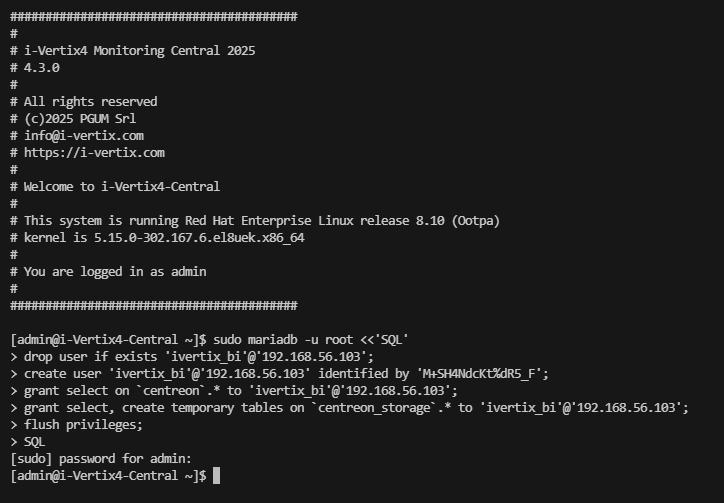 #########################################
#
# i-Vertix4 Monitoring Central 2025
# 4.3.0
#
# All rights reserved
# (c)2025 PGUM Srl
# info@i-vertix.com
# https://i-vertix.com
#
# Welcome to i-Vertix4-Central
#
# This system is running Red Hat Enterprise Linux release 8.10 (Ootpa)
# kernel is 5.15.0-302.167.6.el8uek.x86_64
#
# You are logged in as admin
#
#########################################
[admin@i-Vertix4-Central ~]$ sudo mariadb -u root <<'SQL'
> drop user if exists 'ivertix_bi'@'192.168.56.103';
> create user 'ivertix_bi'@'192.168.56.103' identified by 'M+SH4NdcKt%dR5_F';
> grant select on `centreon`.* to 'ivertix_bi'@'192.168.56.103';
> grant select, create temporary tables on `centreon_storage`.* to 'ivertix_bi'@'192.168.56.103';
> flush privileges;
> SQL
[sudo] password for admin:
[admin@i-Vertix4-Central ~]$